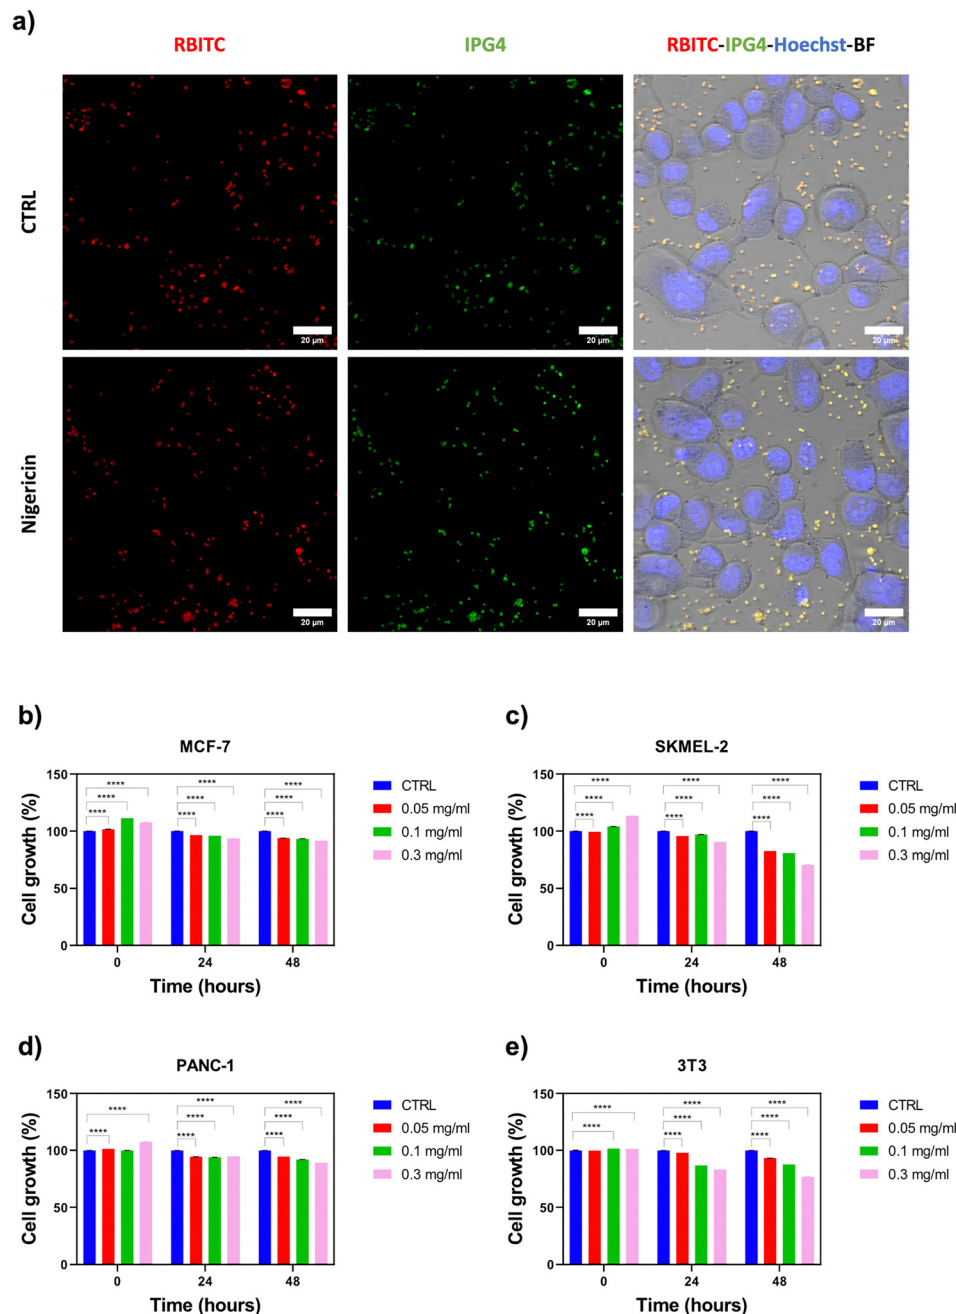 a)
RBITC
IPG4
RBITC-IPG4-Hoechst-BF
CTRL
20 µm
20 µm
20 µm
Nigericin
20 µm
20 µm
20 µm
b)
MCF-7
Cell growth (%)
150
100
50
0
**** **** ****
**** **** ****
**** **** ****
0 24 48
Time (hours)
CTRL
0.05 mg/ml
0.1 mg/ml
0.3 mg/ml
c)
SKMEL-2
Cell growth (%)
150
100
50
0
**** **** ****
**** **** ****
**** **** ****
0 24 48
Time (hours)
CTRL
0.05 mg/ml
0.1 mg/ml
0.3 mg/ml
d)
PANC-1
Cell growth (%)
150
100
50
0
**** **** ****
**** ****
**** **** ****
0 24 48
Time (hours)
CTRL
0.05 mg/ml
0.1 mg/ml
0.3 mg/ml
e)
3T3
Cell growth (%)
150
100
50
0
**** **** ****
**** **** ****
**** ****
0 24 48
Time (hours)
CTRL
0.05 mg/ml
0.1 mg/ml
0.3 mg/ml